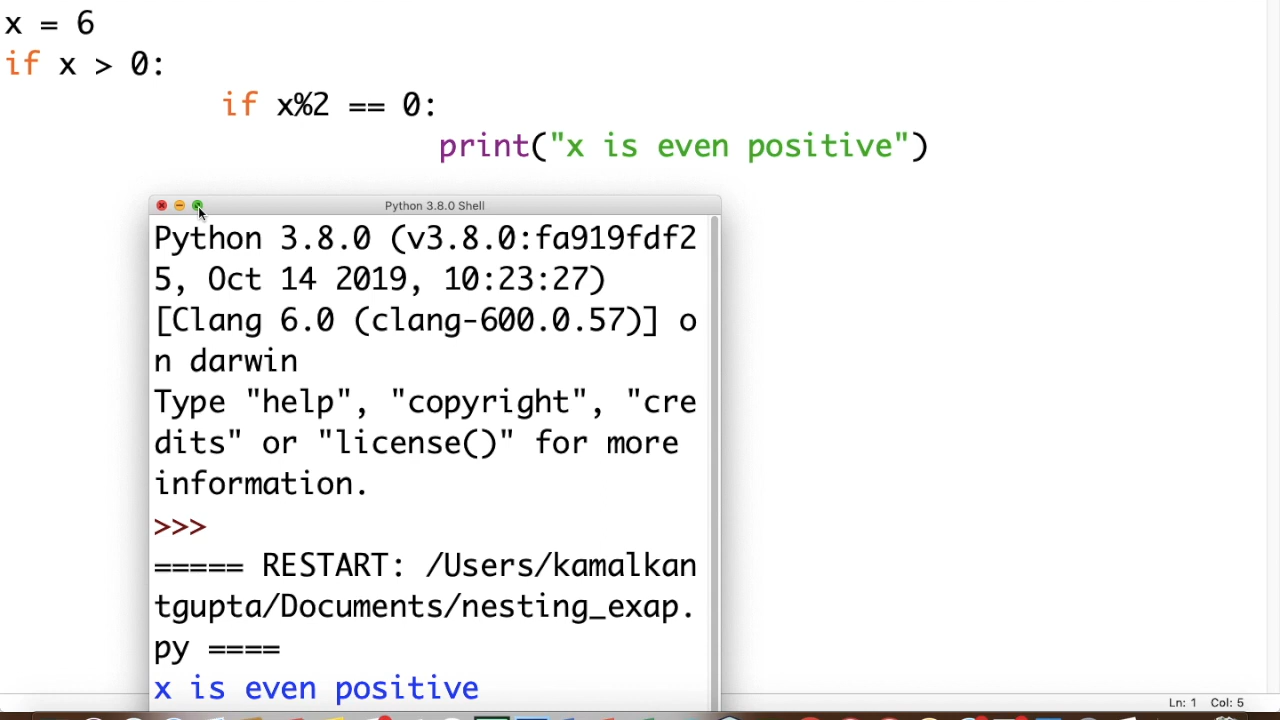 x = 6
if x > 0:
if x%2 == 0:
print("x is even positive")
Python 3.8.0 Shell
Python 3.8.0 (v3.8.0:fa919fdf2
5, Oct 14 2019, 10:23:27)
[Clang 6.0 (clang-600.0.57)] o
n darwin
Type "help", "copyright", "cre
dits" or "license()" for more
information.
>>>
===== RESTART: /Users/kamalkan
tgupta/Documents/nesting_exap.
py ====
x is even positive
Ln: 1 Col: 5